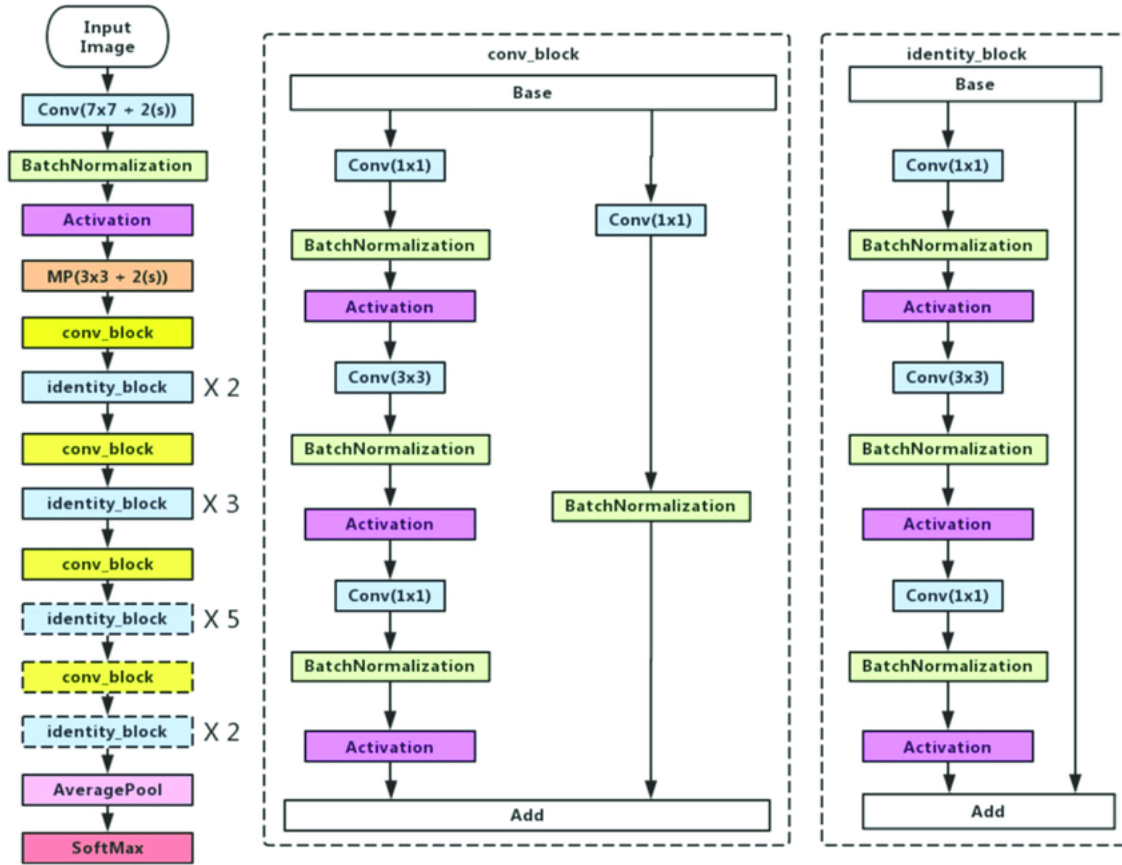 Input
Image
Conv(7x7 + 2(s))
BatchNormalization
Activation
MP(3x3 + 2(s))
conv_block
identity_block X 2
conv_block
identity_block X 3
conv_block
identity_block X 5
conv_block
identity_block X 2
AveragePool
SoftMax
conv_block
Base
Conv(1x1)
BatchNormalization
Activation
Conv(3x3)
BatchNormalization
Activation
Conv(1x1)
BatchNormalization
Activation
Conv(1x1)
BatchNormalization
Add
identity_block
Base
Conv(1x1)
BatchNormalization
Activation
Conv(3x3)
BatchNormalization
Activation
Conv(1x1)
BatchNormalization
Activation
Add